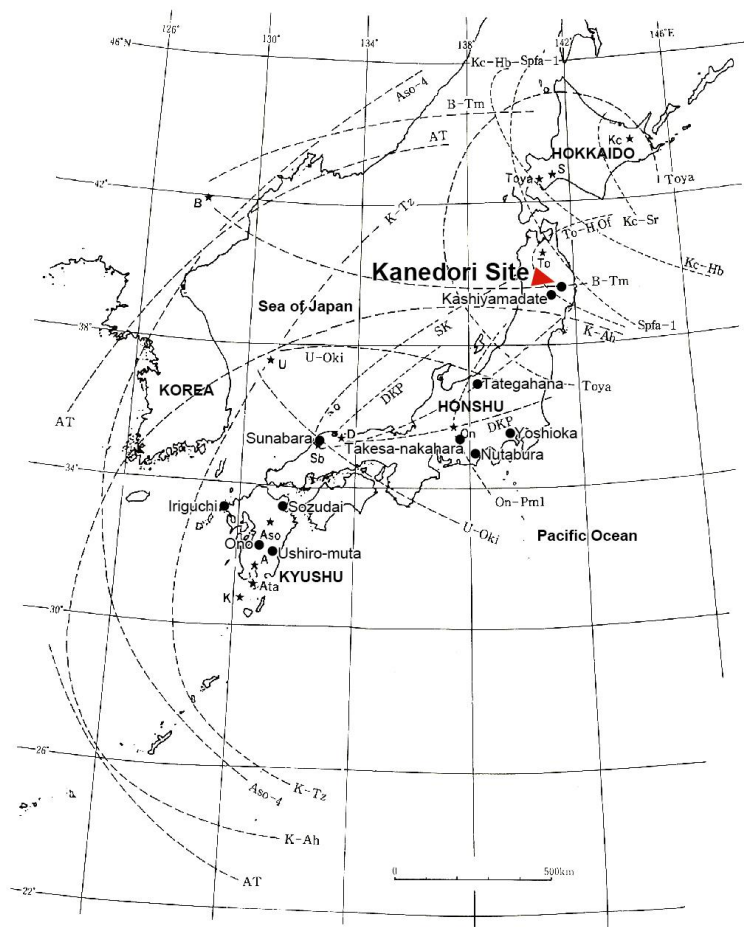 46°N
126°
130°
134°
138°
142°
146°E
Kc-Hb
Spfa-1
Aso-4
B-Tm
AT
Kc
HOKKAIDO
42°
Toya
S
Toya
B
K-Tz
To-H,Of
Kc-Sr
To
Kc-Hb
Kanedori Site
B-Tm
Sea of Japan
Kashiyamadate
38°
SK
K-Ah
Spfa-1
U-Oki
U
KOREA
DKP
Tategahana
Toya
AT
HONSHU
DKP
Sunabara
D
On
Yoshioka
Sb
Takesa-nakahara
Nutabura
34°
On-Pm1
Iriguchi
Sozudai
U-Oki
Pacific Ocean
Aso
Ono
Ushiro-muta
A
KYUSHU
Ata
K
30°
26°
K-Tz
Aso-4
K-Ah
0
500km
AT
22°